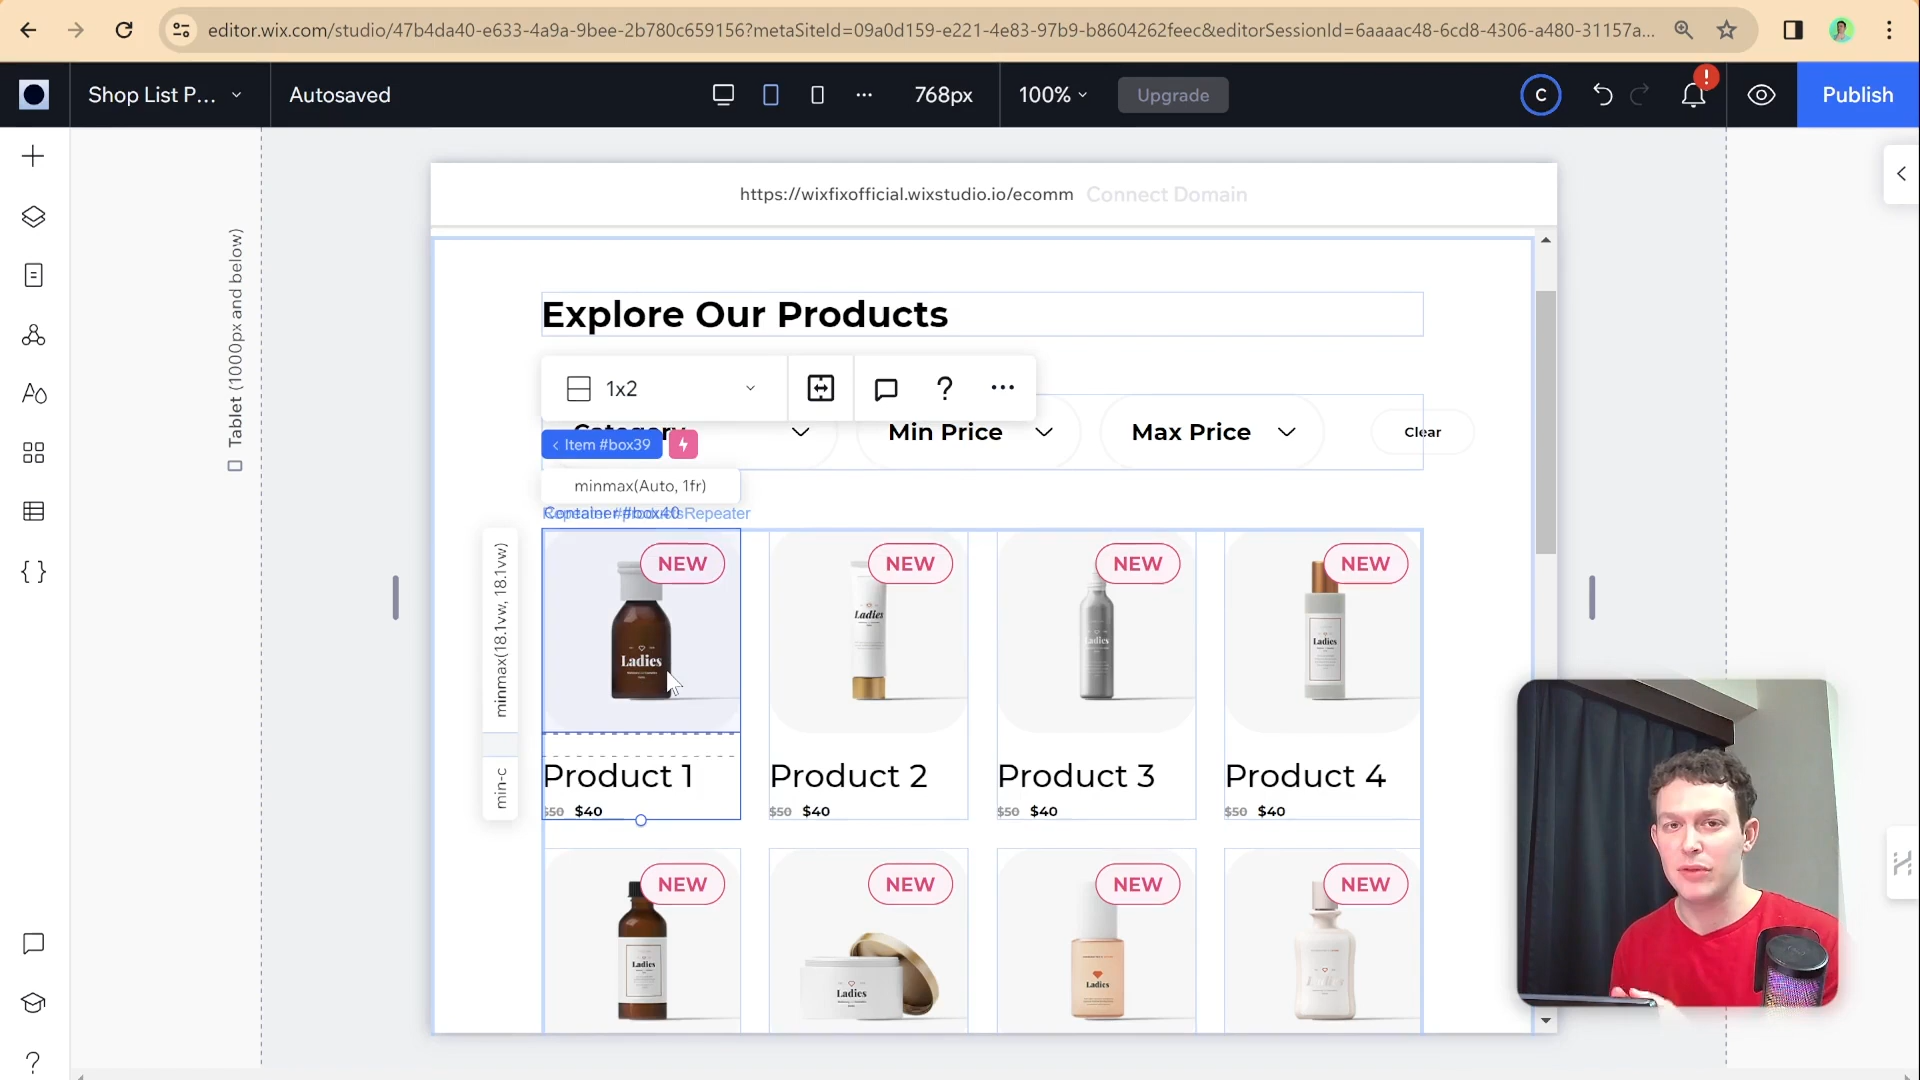 editor.wix.com/studio/47b4da40-e633-4a9a-9bee-2b780c659156?metaSiteId=09a0d159-e221-4e83-97b9-b8604262feec&editorSessionId=6aaaac48-6cd8-4306-a480-31157a...
Shop List P... Autosaved 768px 100% Upgrade C ! Publish
https://wixfixofficial.wixstudio.io/ecomm Connect Domain
Tablet (1000px and below)
Explore Our Products
1x2 ? ...
Category Min Price Max Price Clear
< Item #box39
minmax(Auto, 1fr)
Container #box40 Repeater
minmax(18.1vw, 18.1vw)
min-c
NEW NEW NEW NEW
Ladies Ladies Ladies Ladies
Product 1 Product 2 Product 3 Product 4
$50 $40 $50 $40 $50 $40 $50 $40
NEW NEW NEW NEW
Ladies Ladies Ladies
?